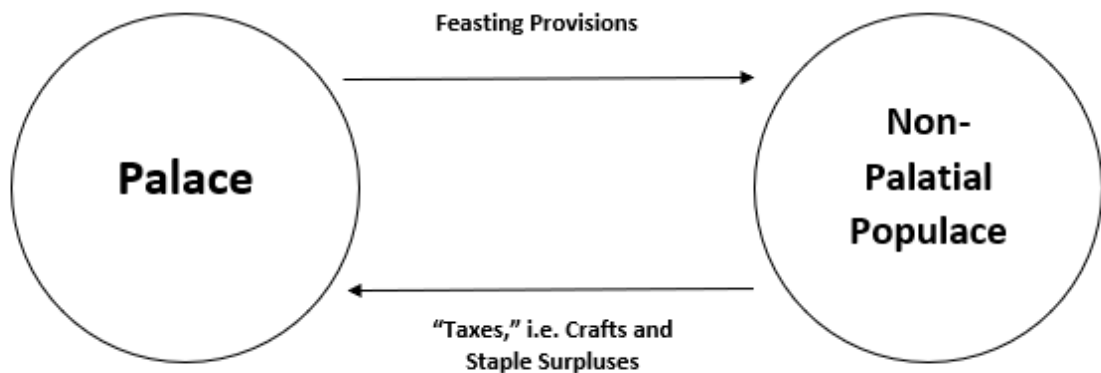 Feasting Provisions
Palace
Non-
Palatial
Populace
“Taxes,” i.e. Crafts and
Staple Surpluses